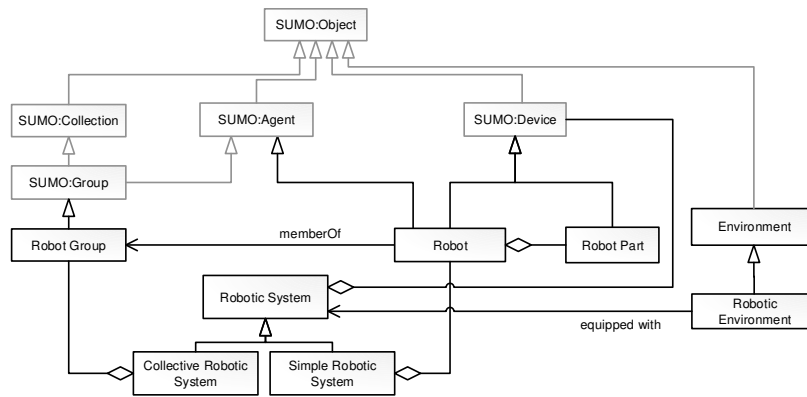 SUMO:Object
SUMO:Collection
SUMO:Agent
SUMO:Device
SUMO:Group
Robot Group
memberOf
Robot
Robot Part
Environment
Robotic System
equipped with
Robotic
Environment
Collective Robotic
System
Simple Robotic
System